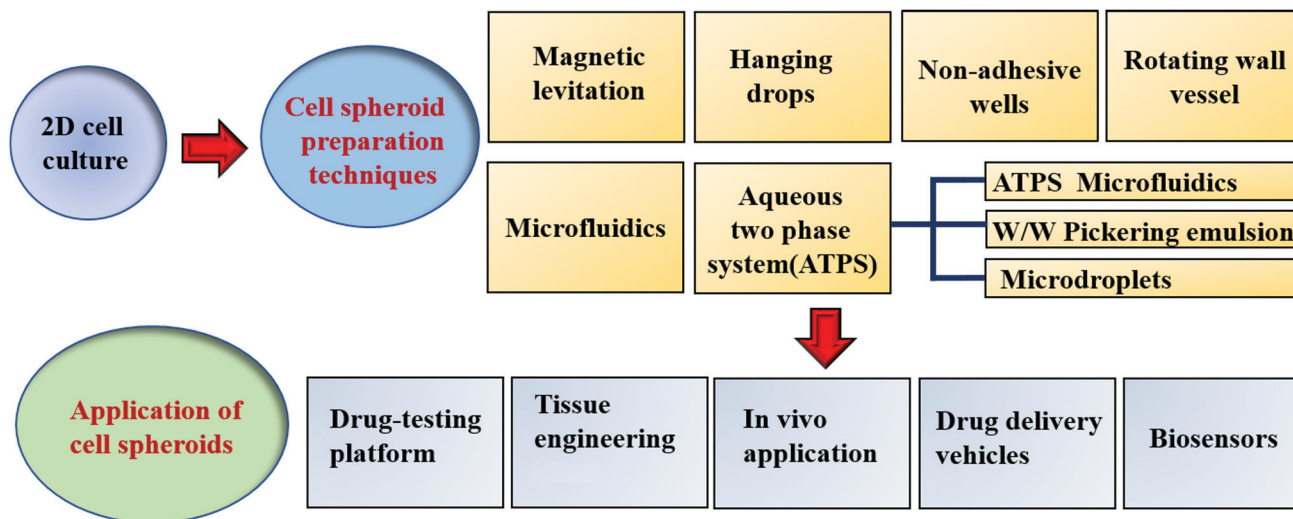 2D cell
culture
Cell spheroid
preparation
techniques
Magnetic
levitation
Hanging
drops
Non-adhesive
wells
Rotating wall
vessel
Microfluidics
Aqueous
two phase
system(ATPS)
ATPS Microfluidics
W/W Pickering emulsion
Microdroplets
Application of
cell spheroids
Drug-testing
platform
Tissue
engineering
In vivo
application
Drug delivery
vehicles
Biosensors